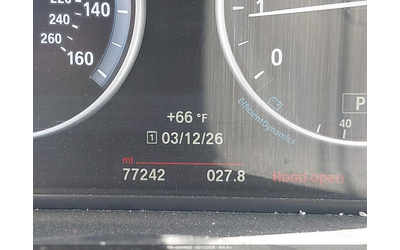 220
140
240
260
160
1
0
+66 °F
EfficientDynamics
P
40
1 03/12/26
mi
77242 027.8 Hood open